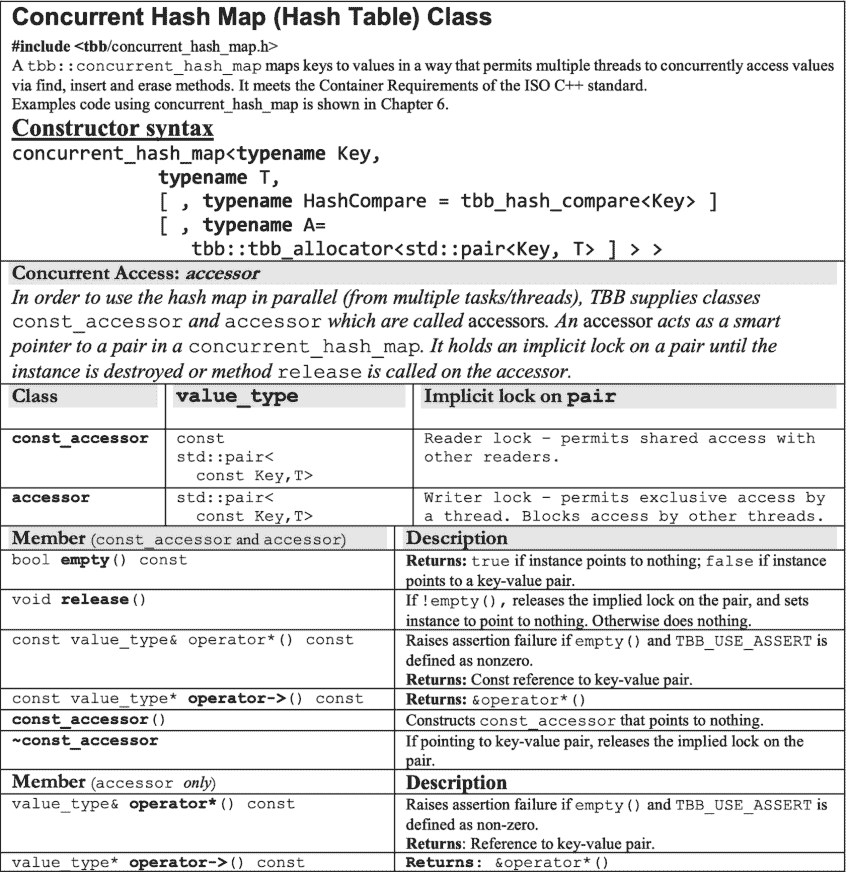 Concurrent Hash Map (Hash Table) Class
#include <tbb/concurrent_hash_map.h>
A tbb::concurrent_hash_map maps keys to values in a way that permits multiple threads to concurrently access values
via find, insert and erase methods. It meets the Container Requirements of the ISO C++ standard.
Examples code using concurrent_hash_map is shown in Chapter 6.
Constructor syntax
concurrent_hash_map<typename Key,
typename T,
[ , typename HashCompare = tbb_hash_compare<Key> ]
[ , typename A=
tbb::tbb_allocator<std::pair<Key, T> ] > >
Concurrent Access: accessor
In order to use the hash map in parallel (from multiple tasks/threads), TBB supplies classes
const_accessor and accessor which are called accessors. An accessor acts as a smart
pointer to a pair in a concurrent_hash_map. It holds an implicit lock on a pair until the
instance is destroyed or method release is called on the accessor.
Class value_type Implicit lock on pair
const_accessor const Reader lock – permits shared access with
std::pair< other readers.
const Key,T>
accessor std::pair< Writer lock – permits exclusive access by
const Key,T> a thread. Blocks access by other threads.
Member (const_accessor and accessor) Description
bool empty() const Returns: true if instance points to nothing; false if instance
points to a key-value pair.
void release() If !empty(), releases the implied lock on the pair, and sets
instance to point to nothing. Otherwise does nothing.
const value_type& operator*() const Raises assertion failure if empty() and TBB_USE_ASSERT is
defined as nonzero.
Returns: Const reference to key-value pair.
const value_type* operator->() const Returns: &operator*()
const_accessor() Constructs const_accessor that points to nothing.
~const_accessor If pointing to key-value pair, releases the implied lock on the
pair.
Member (accessor only) Description
value_type& operator*() const Raises assertion failure if empty() and TBB_USE_ASSERT is
defined as non-zero.
Returns: Reference to key-value pair.
value_type* operator->() const Returns: &operator*()